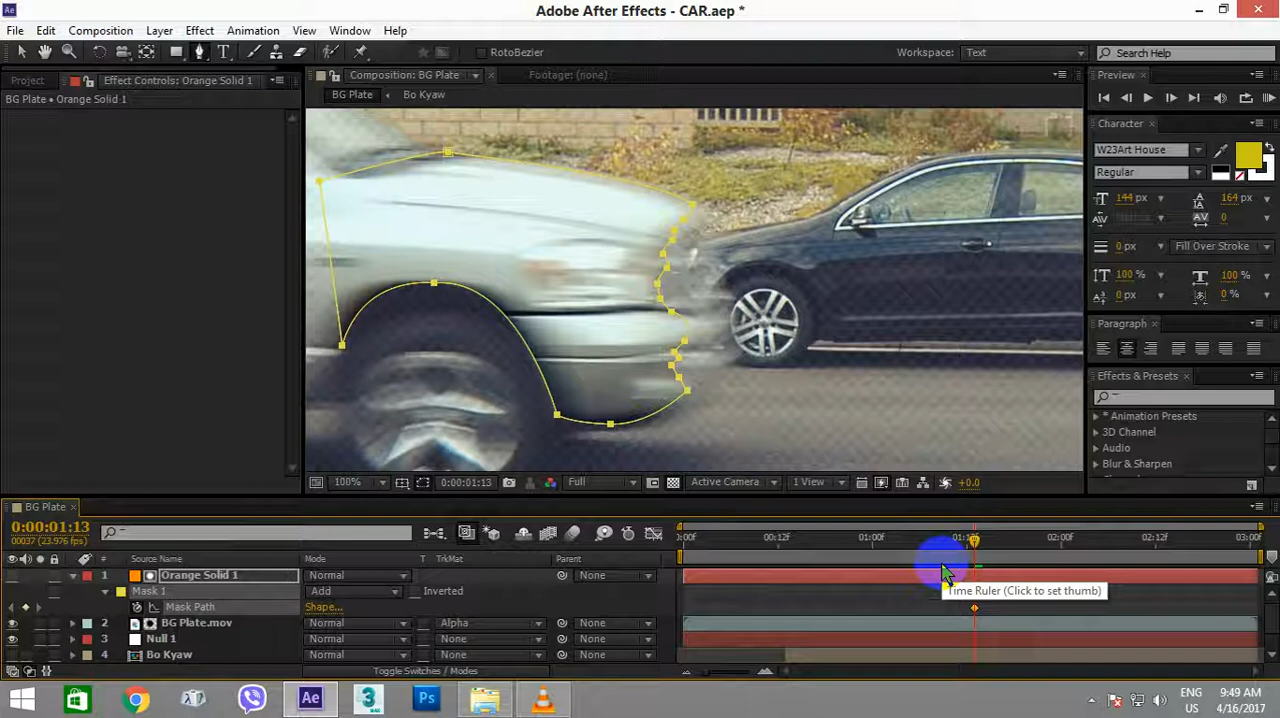 Adobe After Effects - CAR.aep *
File Edit Composition Layer Effect Animation View Window Help
RotoBezier Workspace: Text Search Help
Project Effect Controls: Orange Solid 1 Composition: BG Plate Footage: (none) Preview
BG Plate • Orange Solid 1 BG Plate Bo Kyaw
Character
W23Art House
Regular
144 px 164 px
AV AV 0
0 px Fill Over Stroke
100 % 100 %
0 px 0 %
Paragraph
Effects & Presets
* Animation Presets
3D Channel
Audio
Blur & Sharpen
100% 0:00:01:13 Full Active Camera 1 View +0.0
BG Plate
0:00:01:13
00037 (23.976 fps)
:00f 00:12f 01:00f 01:1 02:00f 02:12f 03:00f
# Source Name Mode T TrkMat Parent
1 Orange Solid 1 Normal None
Mask 1 Add Inverted
Time Ruler (Click to set thumb)
Mask Path Shape...
2 BG Plate.mov Normal Alpha None
3 Null 1 Normal None None
4 Bo Kyaw Normal None None
Toggle Switches / Modes
Ae Ps
ENG 9:49 AM
US 4/16/2017